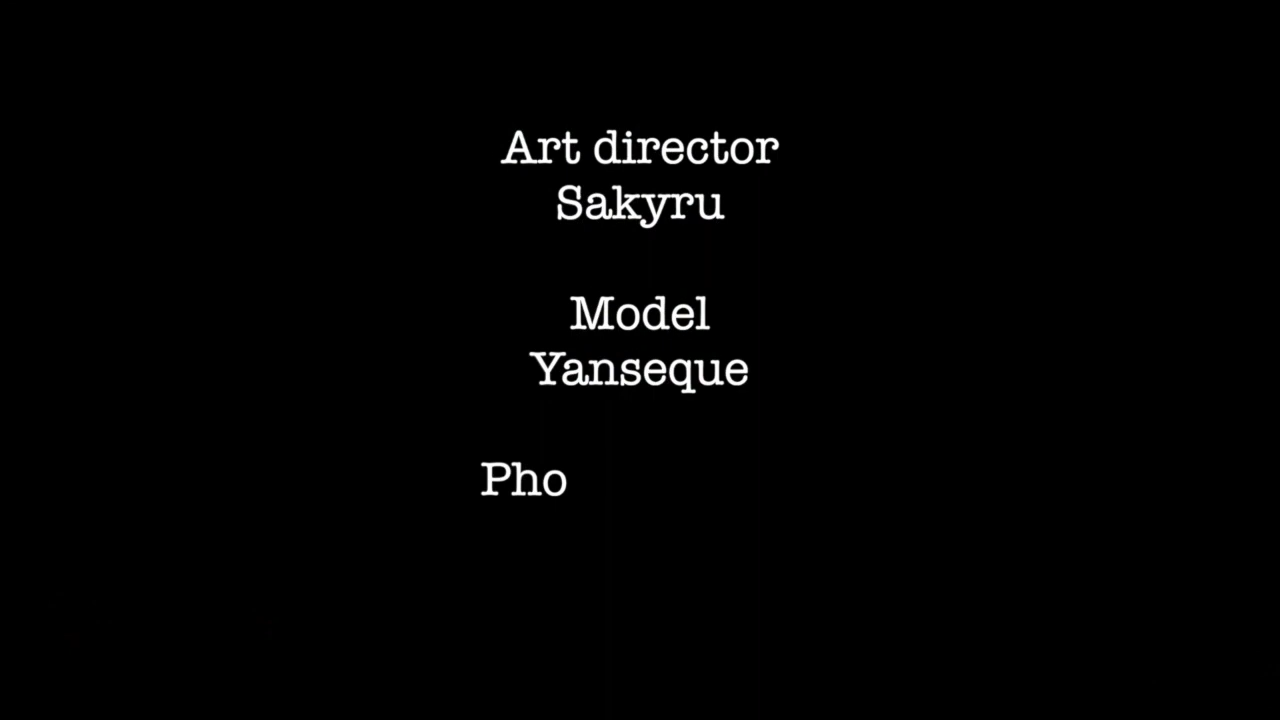 Art director
Sakyru
Model
Yanseque
Pho